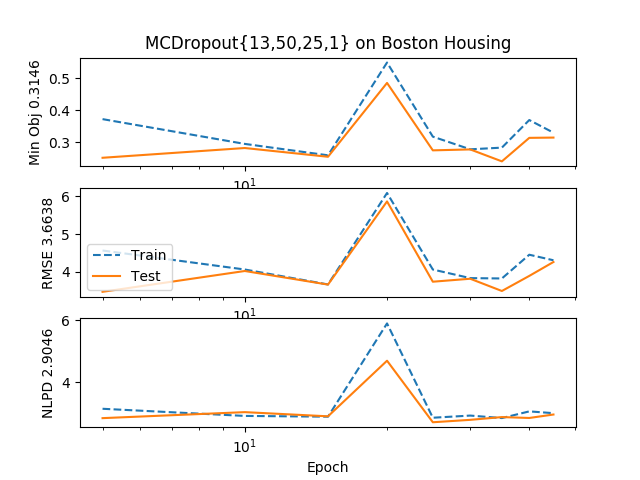 MCDropout{13,50,25,1} on Boston Housing
Min Obj 0.3146
0.5
0.4
0.3
10¹
RMSE 3.6638
6
5
4
Train
Test
10¹
NLPD 2.9046
6
4
10¹
Epoch